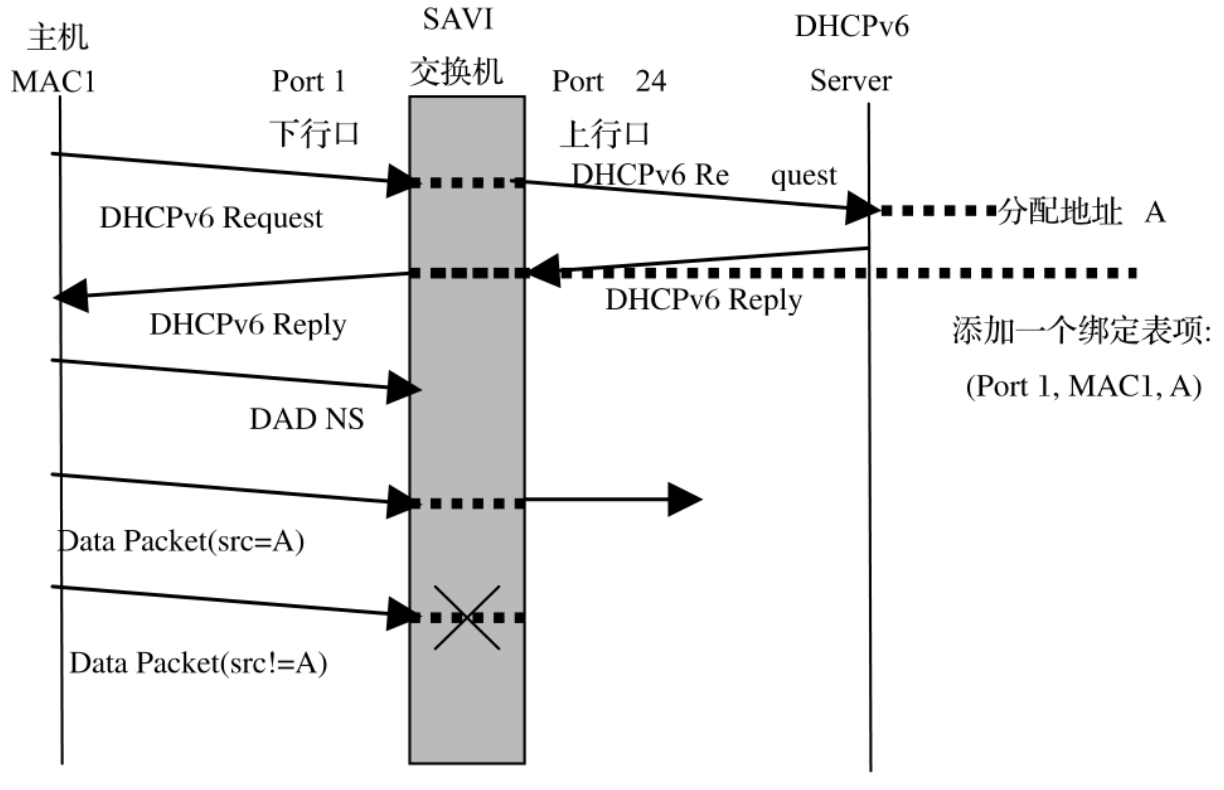 主机
MAC1
SAVI
交换机
DHCPv6
Server
Port 1
下行口
Port 24
上行口
DHCPv6 Request
DHCPv6 Re quest
分配地址 A
DHCPv6 Reply
DHCPv6 Reply
添加一个绑定表项:
(Port 1, MAC1, A)
DAD NS
Data Packet(src=A)
Data Packet(src!=A)